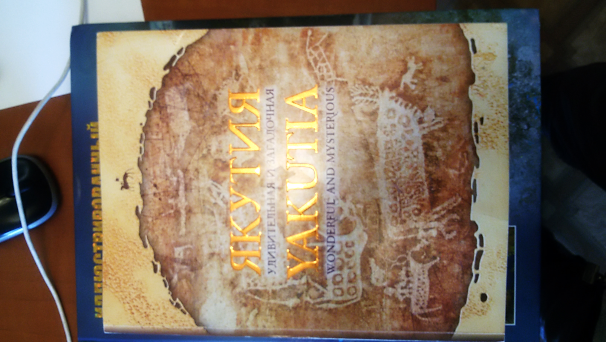 ЯКУТИЯ
УДИВИТЕЛЬНАЯ И ЗАГАДОЧНАЯ
YAKUTIA
WONDERFUL AND MYSTERIOUS
ИЛЛЮСТРИРОВАННЫЙ